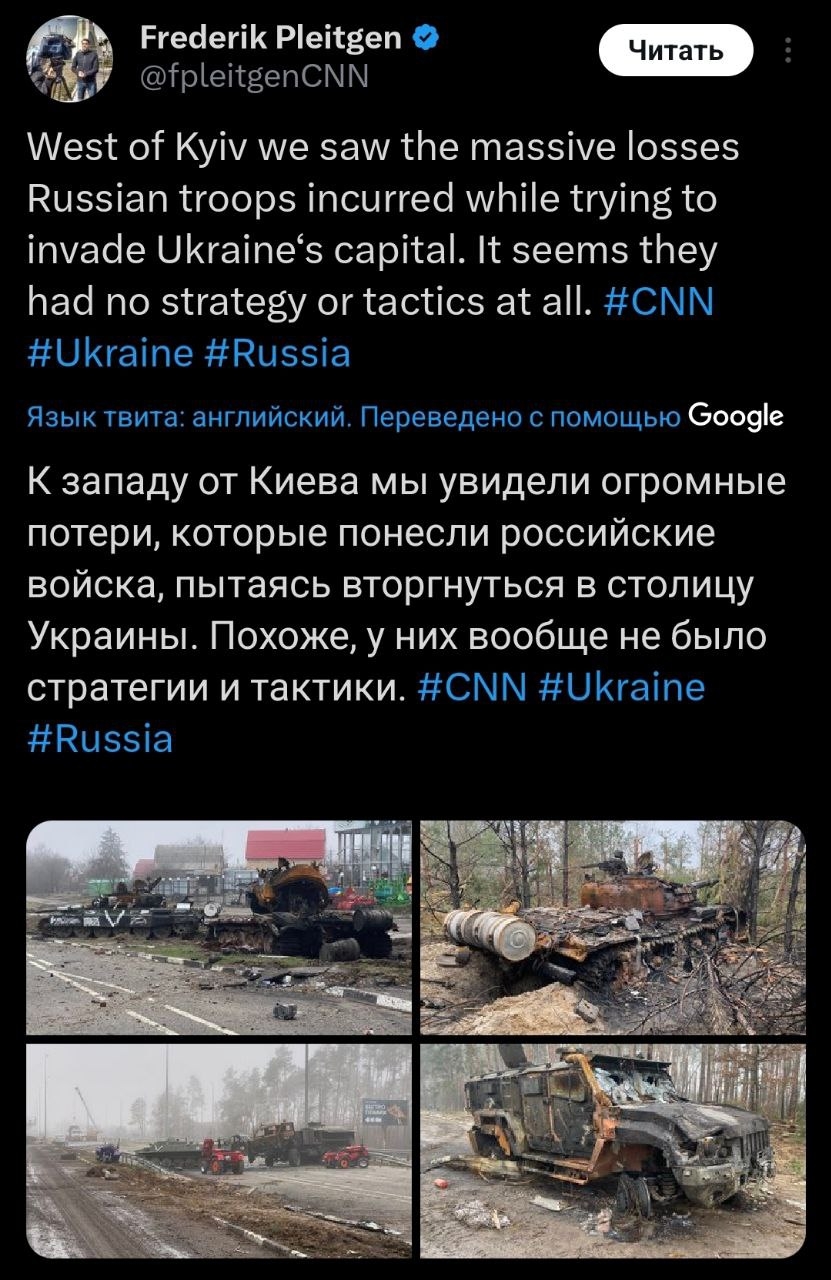 Frederik Pleitgen
@fpleitgenCNN
Читать
West of Kyiv we saw the massive losses
Russian troops incurred while trying to
invade Ukraine‘s capital. It seems they
had no strategy or tactics at all. #CNN
#Ukraine #Russia
Язык твита: английский. Переведено с помощью Google
К западу от Киева мы увидели огромные
потери, которые понесли российские
войска, пытаясь вторгнуться в столицу
Украины. Похоже, у них вообще не было
стратегии и тактики. #CNN #Ukraine
#Russia
V